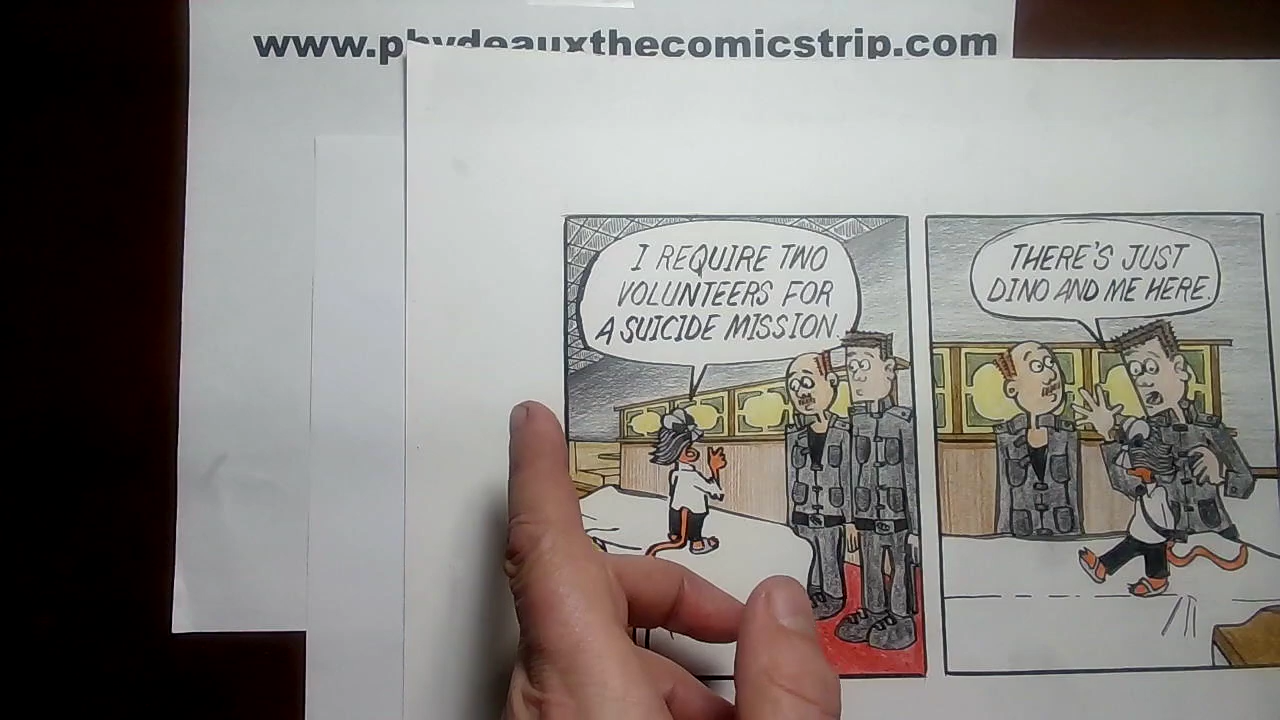 www.phydeauxthecomicstrip.com
I REQUIRE TWO
VOLUNTEERS FOR
A SUICIDE MISSION.
THERE'S JUST
DINO AND ME HERE.